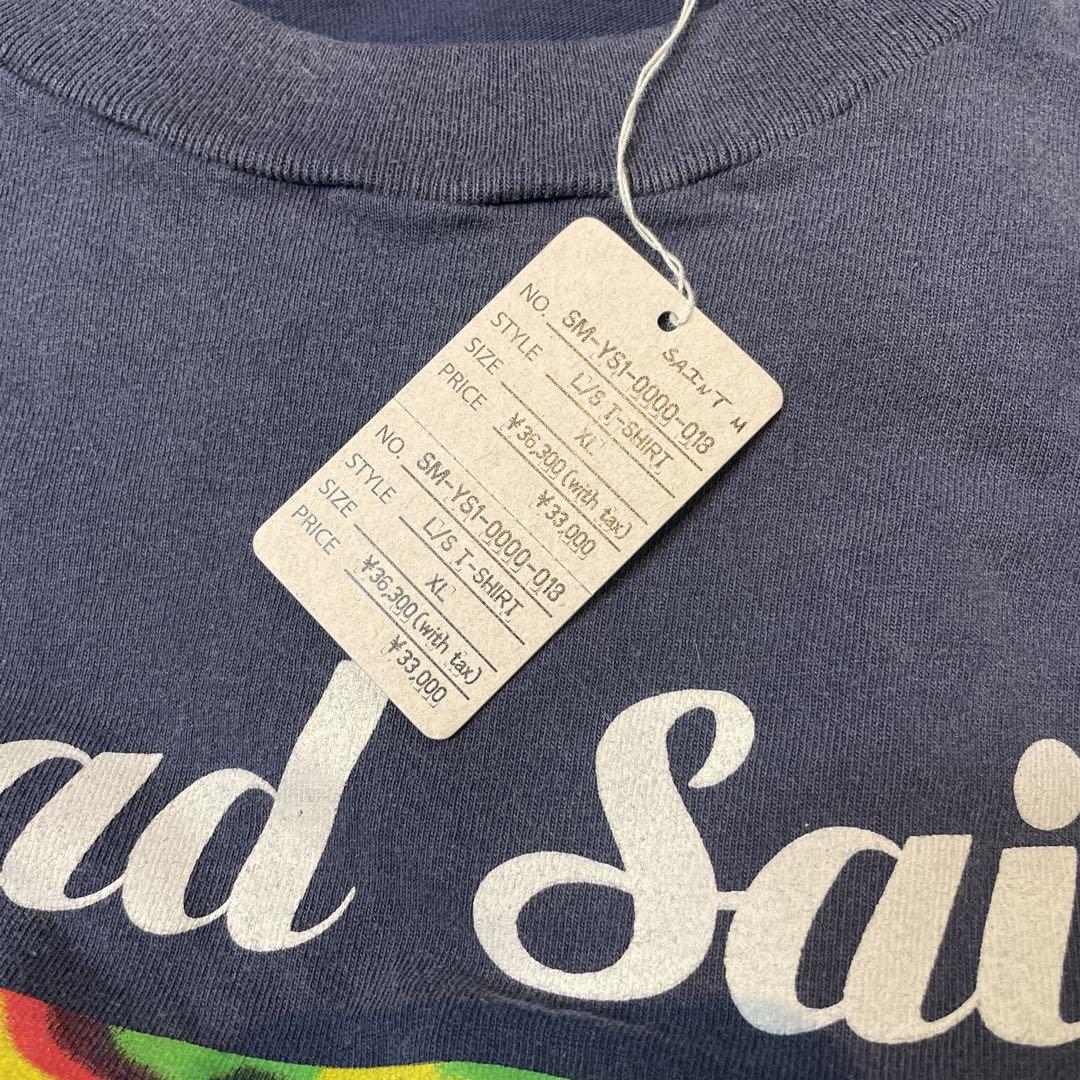 SAINT M
NO. SM-YS1-0000-018
STYLE L/S T-SHIRT
SIZE XL
PRICE ¥36,300(with tax)
¥33,000
NO. SM-YS1-0000-018
STYLE L/S T-SHIRT
SIZE XL
PRICE ¥36,300(with tax)
¥33,000
ad Sai